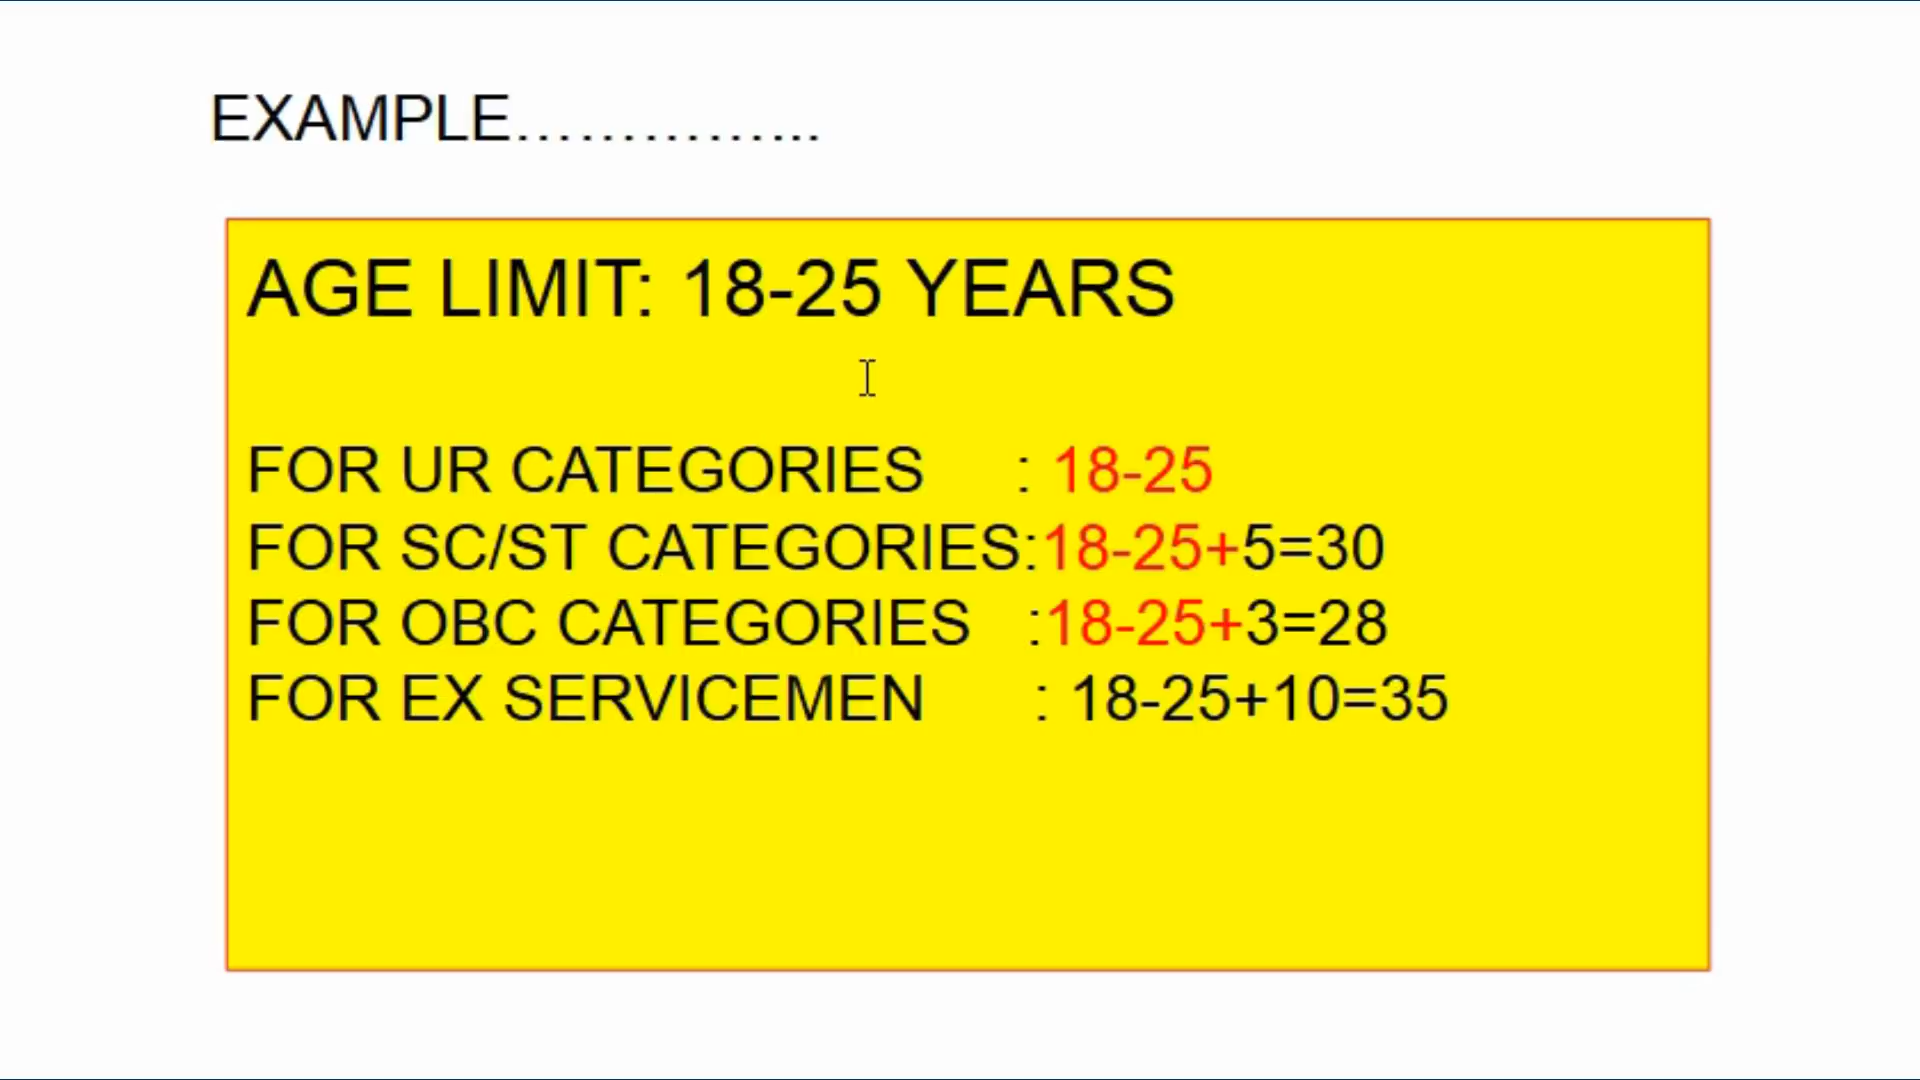 EXAMPLE……………..
AGE LIMIT: 18-25 YEARS
FOR UR CATEGORIES : 18-25
FOR SC/ST CATEGORIES:18-25+5=30
FOR OBC CATEGORIES :18-25+3=28
FOR EX SERVICEMEN : 18-25+10=35